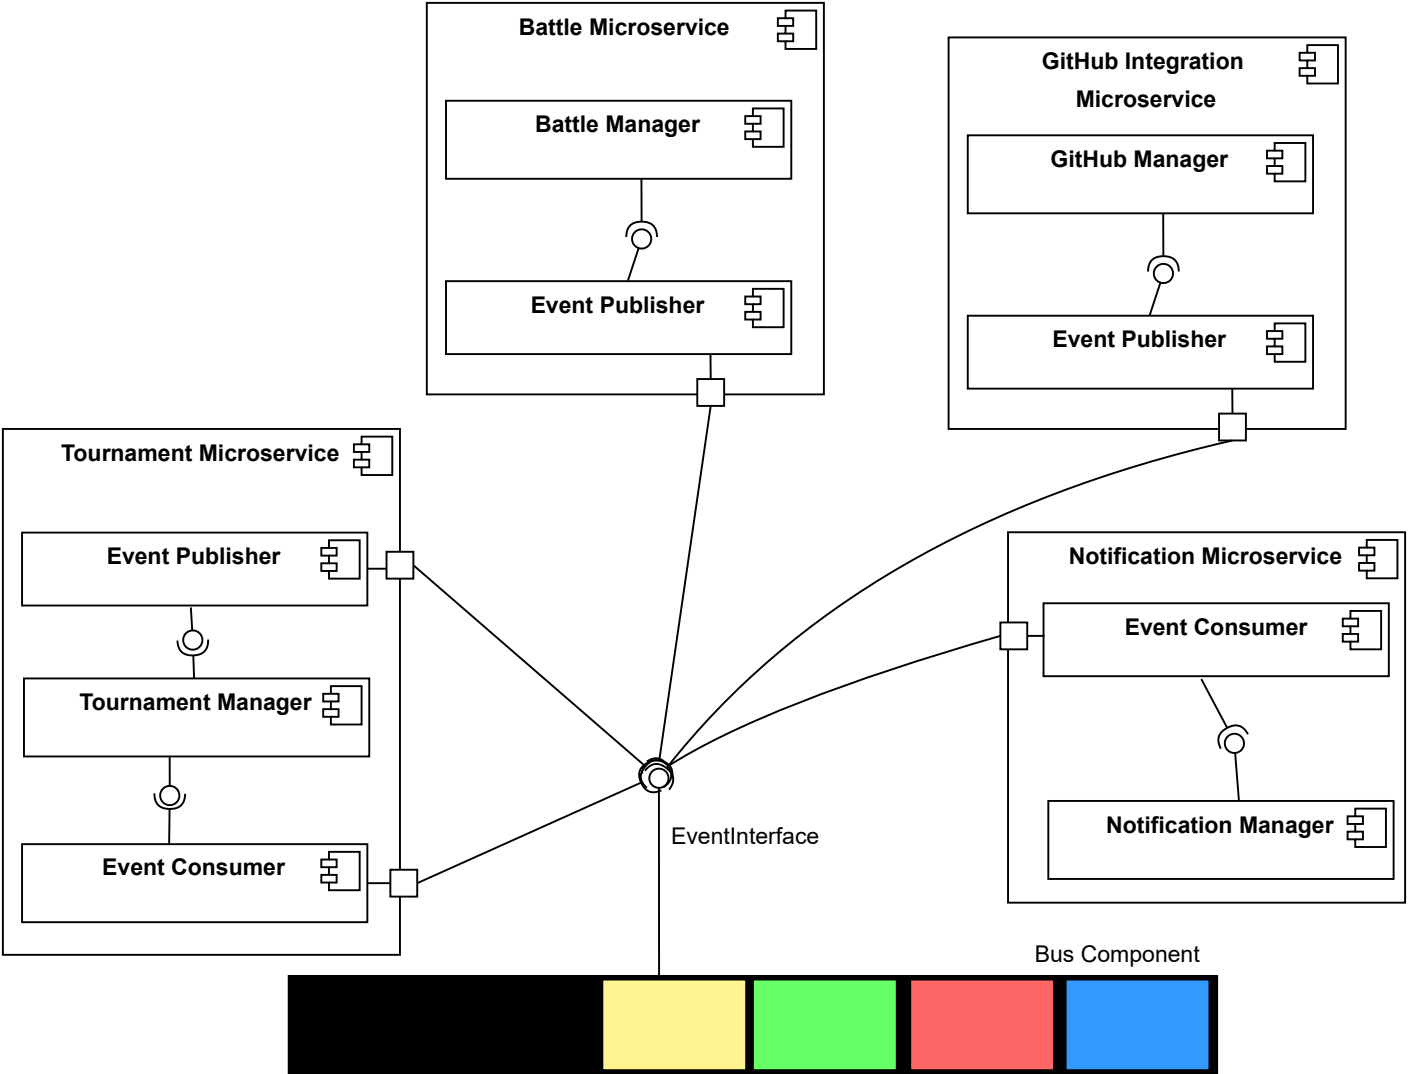 Battle Microservice
Battle Manager
Event Publisher
GitHub Integration
Microservice
GitHub Manager
Event Publisher
Tournament Microservice
Event Publisher
Tournament Manager
Event Consumer
Notification Microservice
Event Consumer
Notification Manager
EventInterface
Bus Component